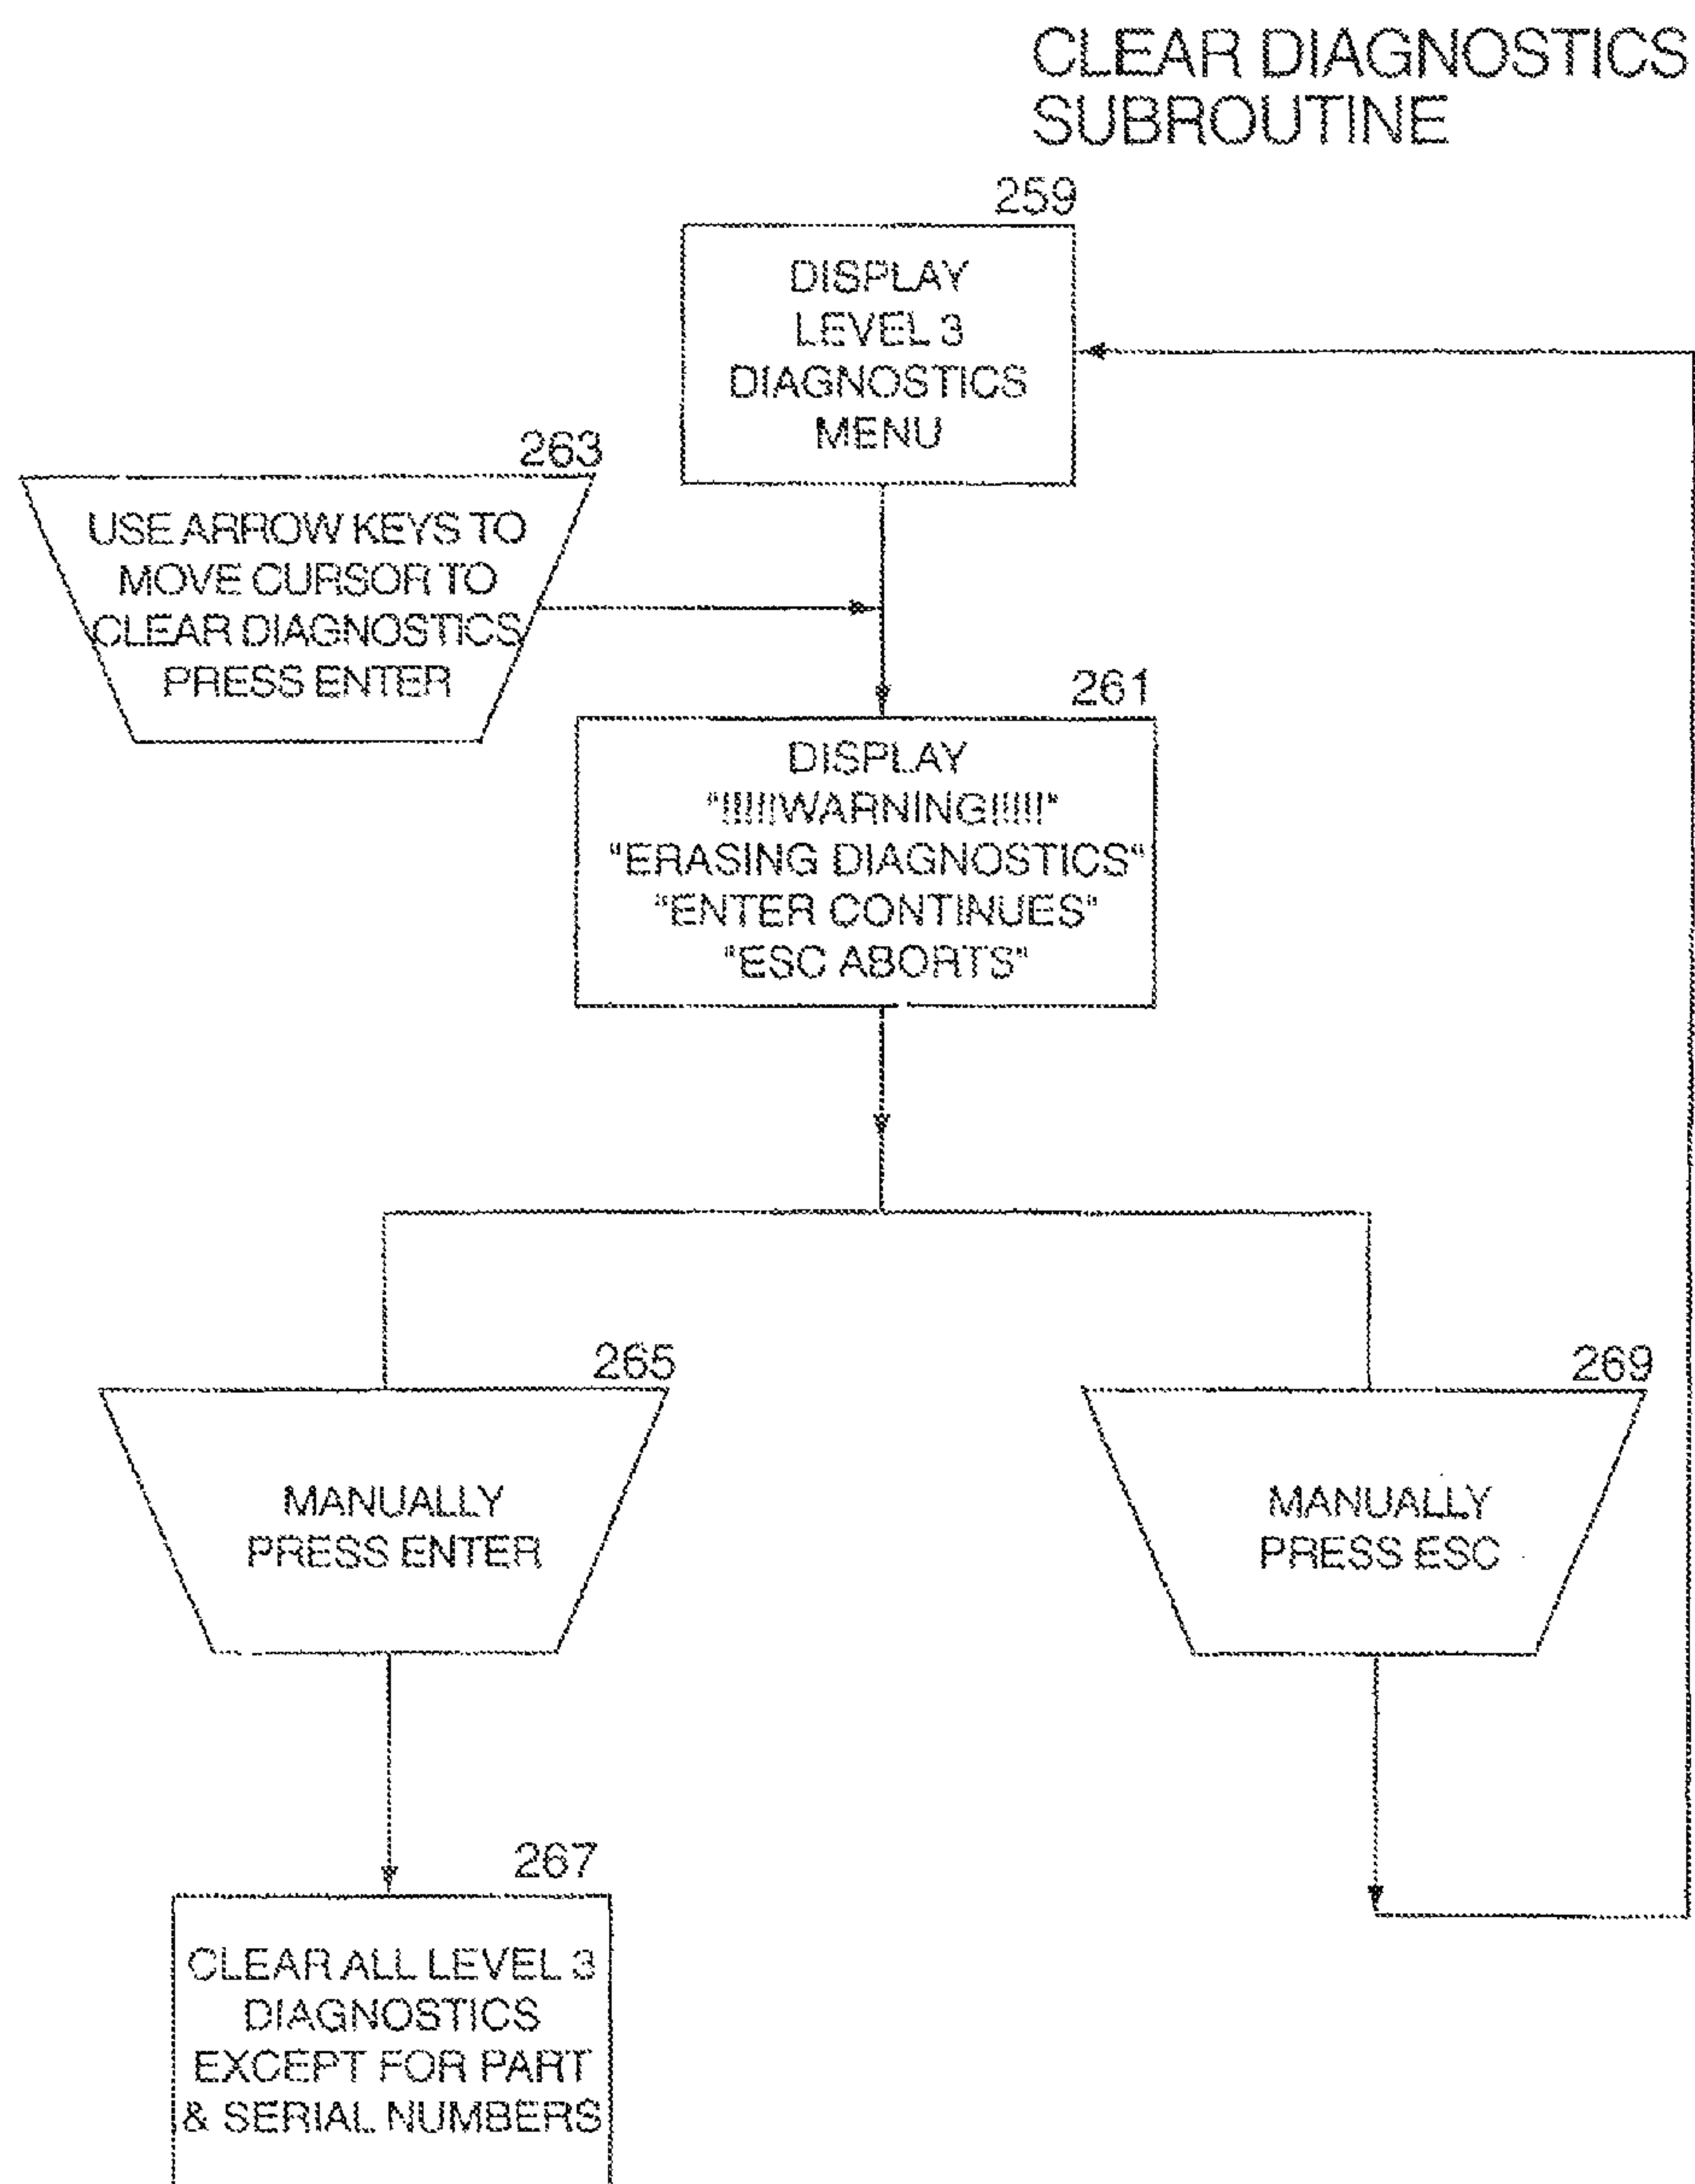 CLEAR DIAGNOSTICS
SUBROUTINE
259
DISPLAY
LEVEL 3
DIAGNOSTICS
MENU
263
USE ARROW KEYS TO
MOVE CURSOR TO
CLEAR DIAGNOSTICS
PRESS ENTER
261
DISPLAY
"!!!!!WARNING!!!!!"
"ERASING DIAGNOSTICS"
"ENTER CONTINUES"
"ESC ABORTS"
265
MANUALLY
PRESS ENTER
269
MANUALLY
PRESS ESC
267
CLEAR ALL LEVEL 3
DIAGNOSTICS
EXCEPT FOR PART
& SERIAL NUMBERS